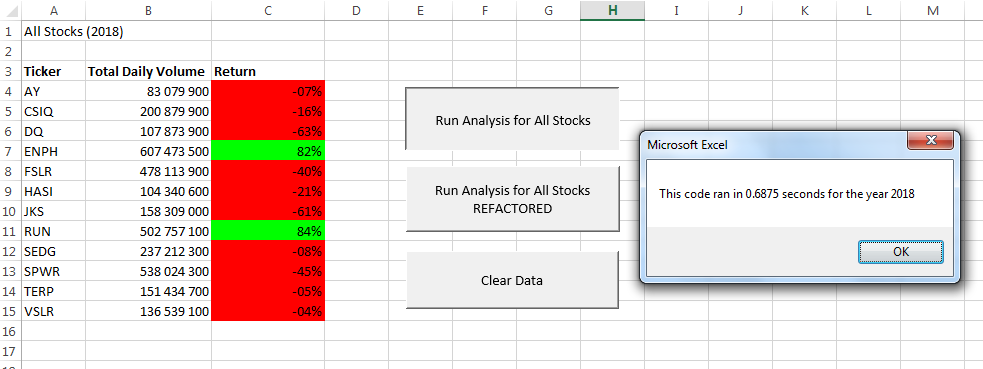 A B C D E F G H I J K L M
1 All Stocks (2018)
2
3 Ticker Total Daily Volume Return
4 AY 83 079 900 -07%
5 CSIQ 200 879 900 -16%
6 DQ 107 873 900 -63%
7 ENPH 607 473 500 82%
8 FSLR 478 113 900 -40%
9 HASI 104 340 600 -21%
10 JKS 158 309 000 -61%
11 RUN 502 757 100 84%
12 SEDG 237 212 300 -08%
13 SPWR 538 024 300 -45%
14 TERP 151 434 700 -05%
15 VSLR 136 539 100 -04%
16
17
Run Analysis for All Stocks
Run Analysis for All Stocks
REFACTORED
Clear Data
Microsoft Excel
This code ran in 0.6875 seconds for the year 2018
OK